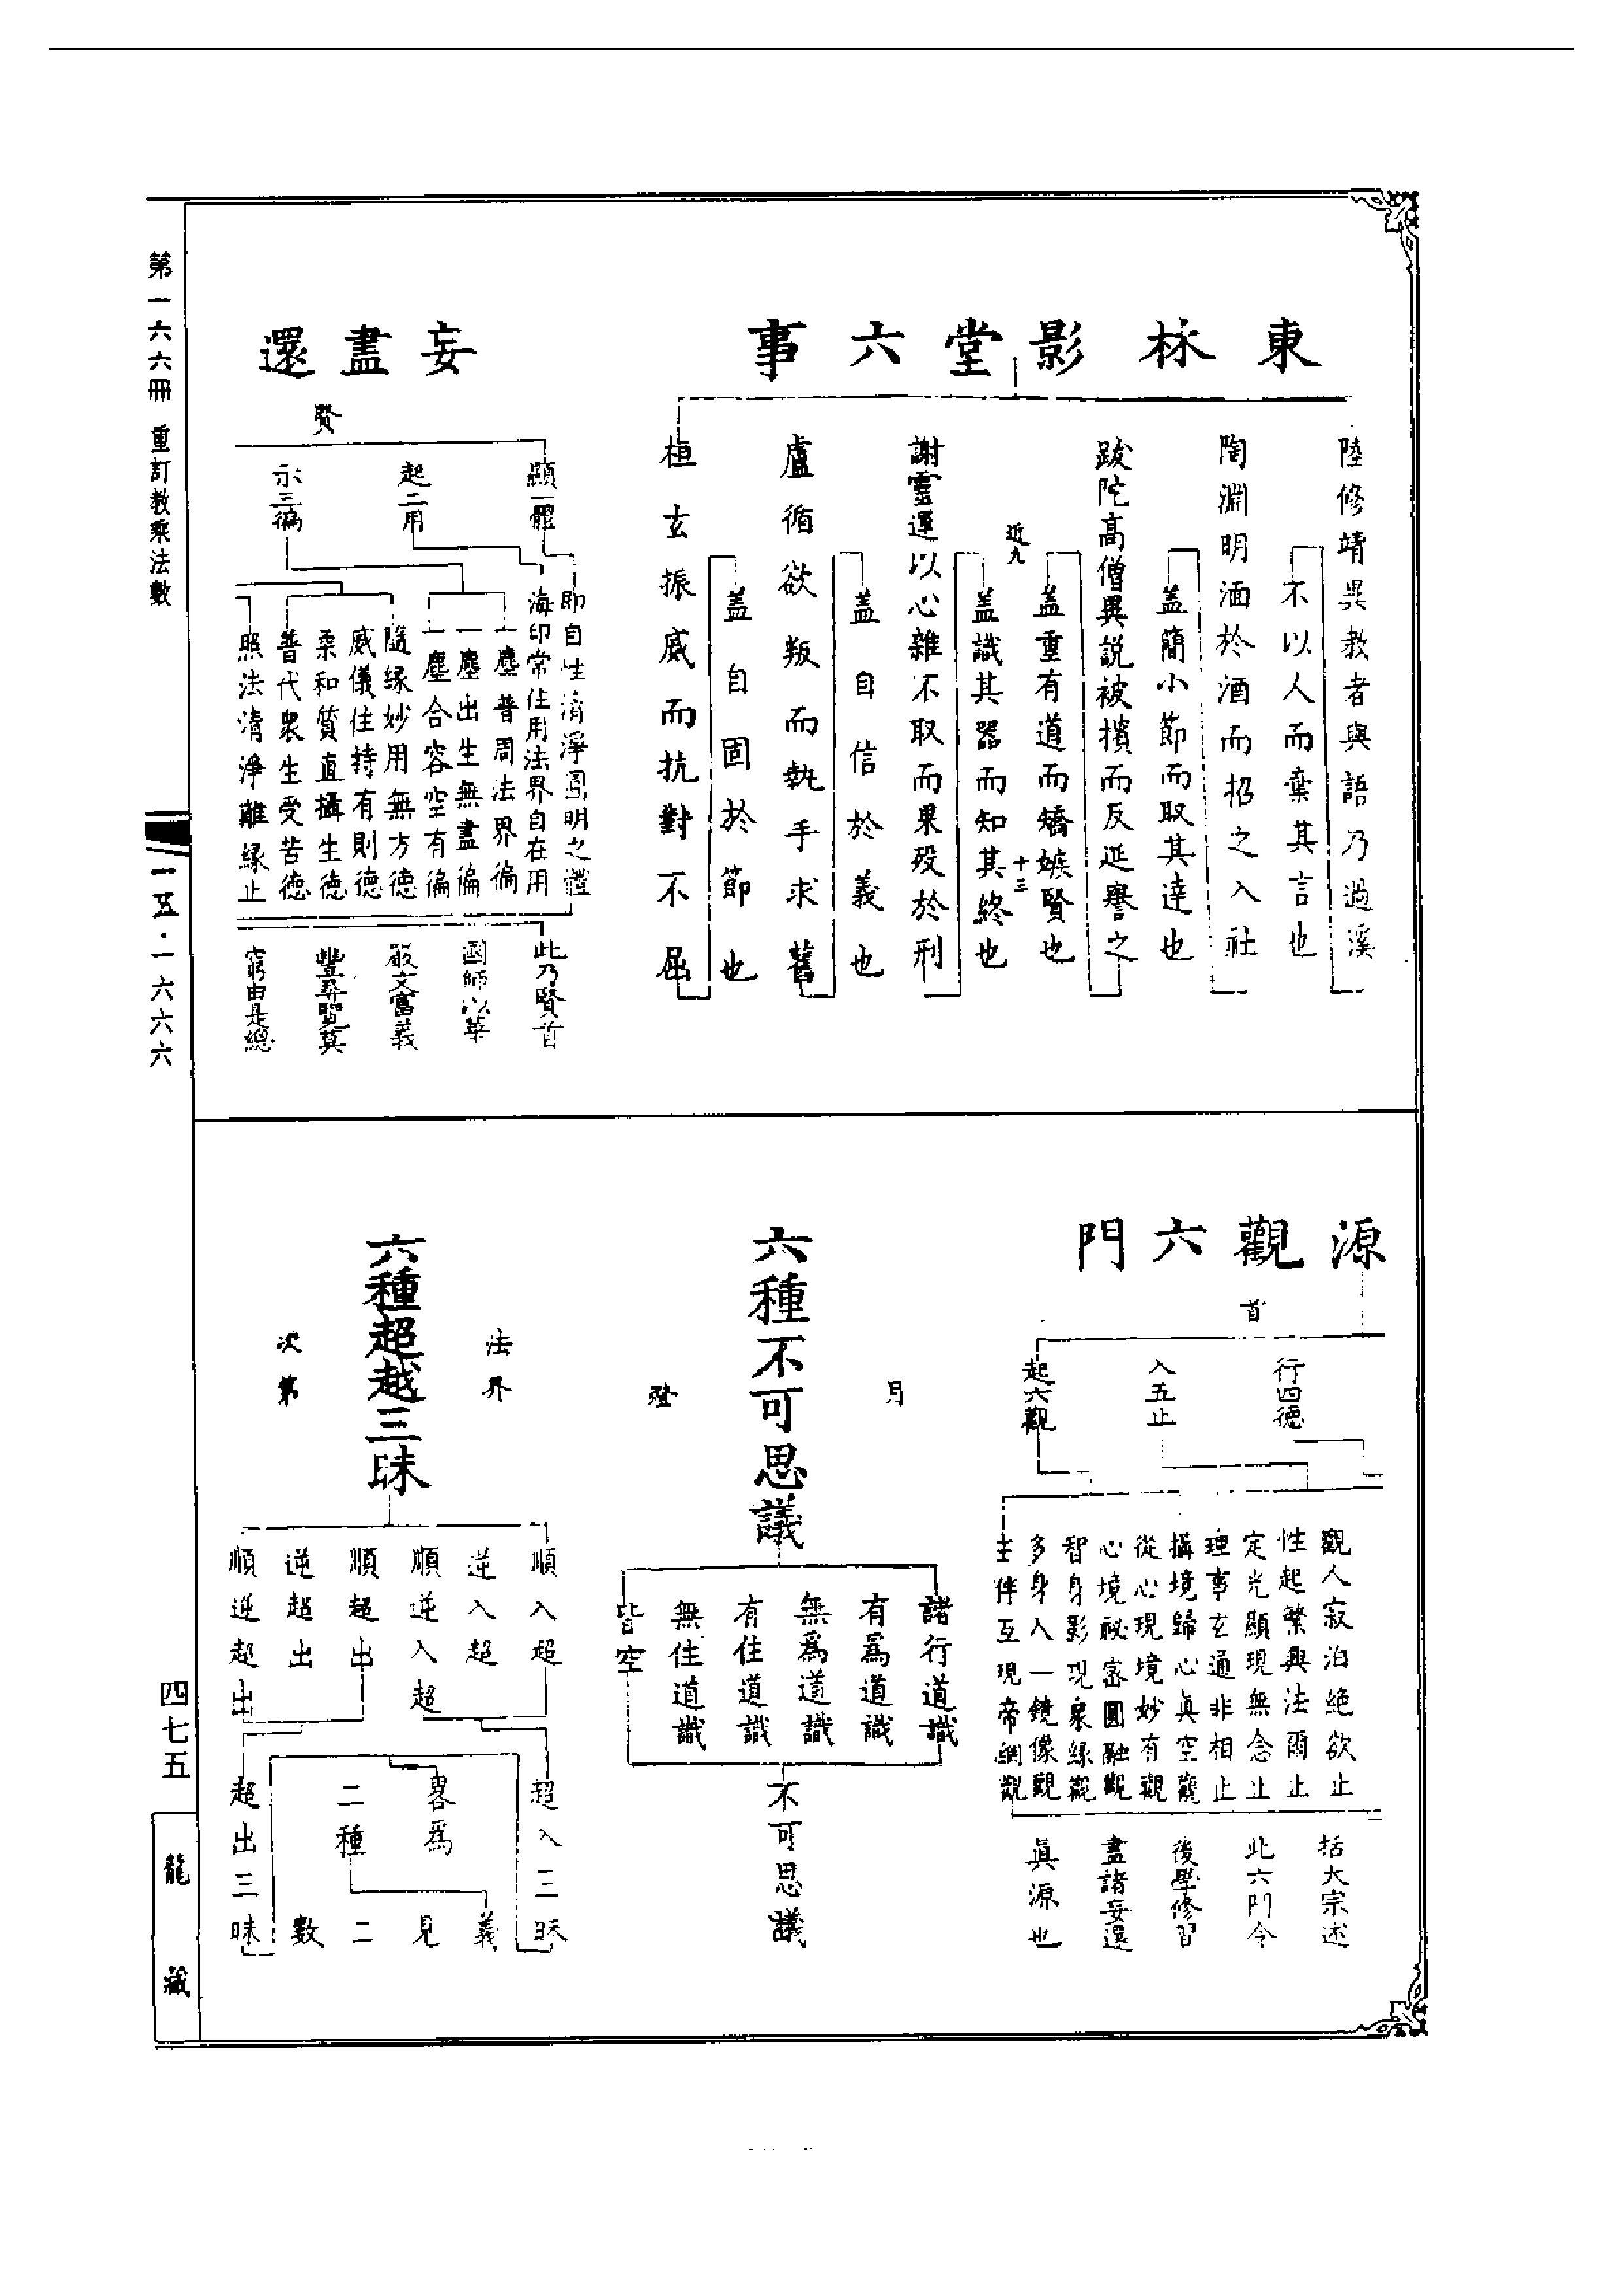 東林影堂六事
陸修靖異教者與語乃過溪
不以人而棄其言也
陶淵明湎於酒而招之入社
蓋簡小節而取其達也
跋陀高僧異説被擯而反延譽之
蓋重有道而矯嫉賢也
近九
十三
蓋識其器而知其終也
謝靈運以心雜不取而果殁於刑
蓋自信於義也
盧循欲叛而執手求舊
蓋自固於節也
桓玄振威而抗對不屈
妄盡還
賢
顯一體
起二用
示三徧
即自性清淨圓明之體
海印常住用法界自在用
一塵普周法界徧
一塵出生無盡徧
一塵合容空有徧
隨緣妙用無方德
威儀住持有則德
柔和質直攝生德
普代衆生受苦德
照法清淨離緣止
此乃賢首
國師以華
嚴文富義
豐弄覽莫
窮由是總
源觀六門
首
行四德
入五止
起六觀
觀人寂泊絶欲止
性起繁興法爾止
定光顯現無念止
理事玄通非相止
攝境歸心真空觀
從心現境妙有觀
心境祕密圓融觀
智身影現衆緣觀
多身入一鏡像觀
主伴互現帝網觀
括大宗述
此六門令
後學修習
盡諸妄還
真源也
六種不可思議
月
燈
諸行道識
有爲道識
無爲道識
有住道識
無住道識
皆空
不可思議
六種超越三昧
法界
次第
順入超
逆入超
順逆入超
順超出
逆超出
順逆超出
超入三昧
畧爲
二種
超出三昧
義見二數
第一六六冊 重訂教乘法數
一五·一六六六
四七五
龍藏